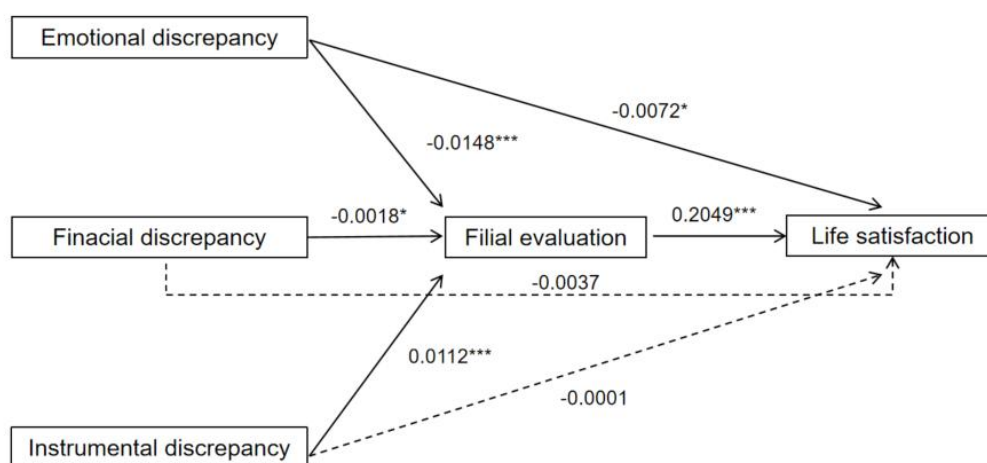 Emotional discrepancy
-0.0072*
-0.0148***
Finacial discrepancy
-0.0018*
Filial evaluation
0.2049***
Life satisfaction
-0.0037
0.0112***
-0.0001
Instrumental discrepancy